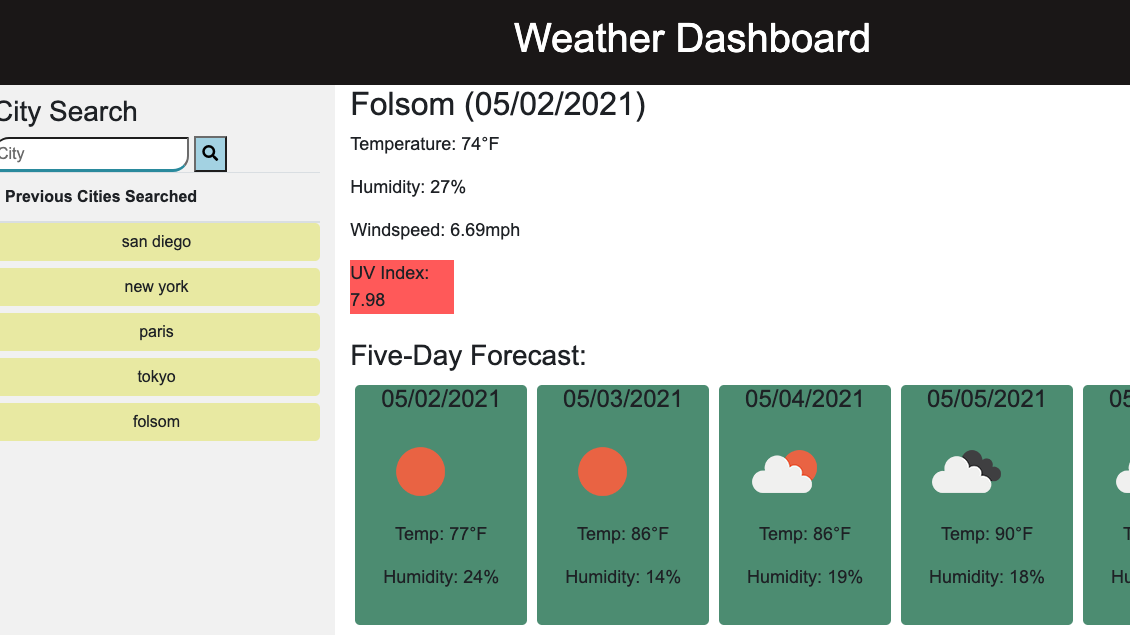 Weather Dashboard
City Search
City
Previous Cities Searched
san diego
new york
paris
tokyo
folsom
Folsom (05/02/2021)
Temperature: 74°F
Humidity: 27%
Windspeed: 6.69mph
UV Index:
7.98
Five-Day Forecast:
05/02/2021
Temp: 77°F
Humidity: 24%
05/03/2021
Temp: 86°F
Humidity: 14%
05/04/2021
Temp: 86°F
Humidity: 19%
05/05/2021
Temp: 90°F
Humidity: 18%